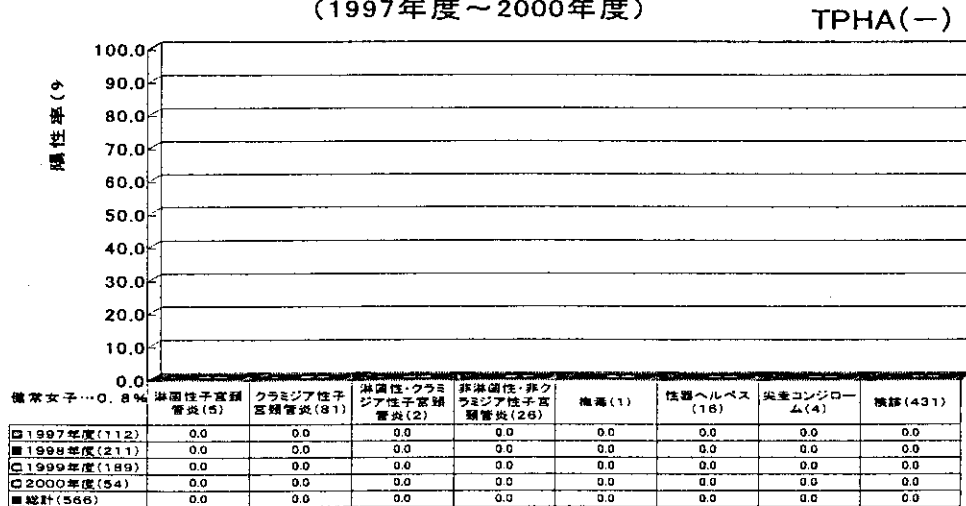 (1997年度～2000年度)
TPHA(－)
陽性率(%
100.0
90.0
80.0
70.0
60.0
50.0
40.0
30.0
20.0
10.0
0.0
健常女子…0.8% 淋菌性子宮頸管炎(5) クラミジア性子宮頸管炎(81) 淋菌性・クラミジア性子宮頸管炎(2) 非淋菌性・非クラミジア性子宮頸管炎(26) 梅毒(1) 性器ヘルペス(16) 尖圭コンジローム(4) 検診(431)
1997年度(112) 0.0 0.0 0.0 0.0 0.0 0.0 0.0 0.0
1998年度(211) 0.0 0.0 0.0 0.0 0.0 0.0 0.0 0.0
1999年度(189) 0.0 0.0 0.0 0.0 0.0 0.0 0.0 0.0
2000年度(54) 0.0 0.0 0.0 0.0 0.0 0.0 0.0 0.0
総計(566) 0.0 0.0 0.0 0.0 0.0 0.0 0.0 0.0